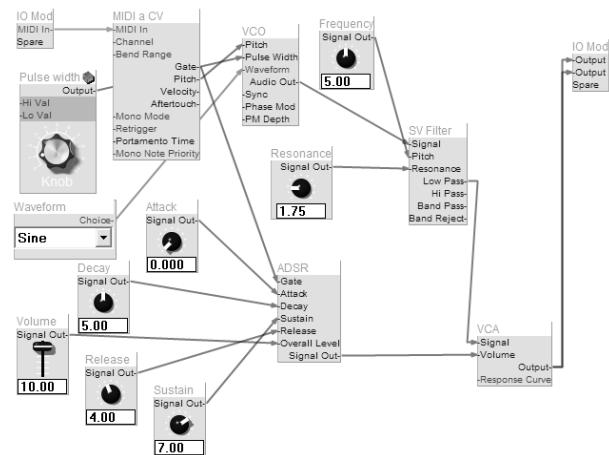 IO Mod
MIDI In-
Spare
MIDI a CV
-MIDI In
-Channel
-Bend Range
Gate-
Pitch-
Velocity-
Aftertouch-
-Mono Mode
-Retrigger
-Portamento Time
-Mono Note Priority
Pulse width
Output-
-Hi Val
-Lo Val
Knob
VCO
-Pitch
-Pulse Width
-Waveform
Audio Out-
-Sync
-Phase Mod
-PM Depth
Frequency
Signal Out-
5.00
IO Mod
-Output
-Output
Spare
SV Filter
-Signal
-Pitch
-Resonance
Low Pass-
Hi Pass-
Band Pass-
Band Reject-
Resonance
Signal Out-
1.75
Waveform
Choice-
Sine
Attack
Signal Out-
0.000
Decay
Signal Out-
5.00
ADSR
-Gate
-Attack
-Decay
-Sustain
-Release
-Overall Level
Signal Out-
Volume
Signal Out-
10.00
Release
Signal Out-
4.00
Sustain
Signal Out-
7.00
VCA
-Signal
-Volume
Output-
-Response Curve